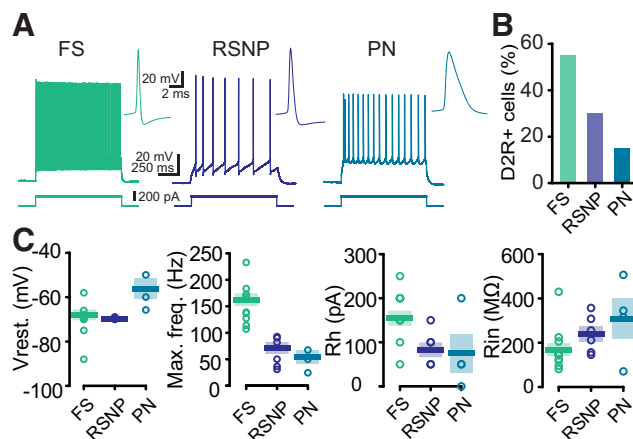 A
FS
RSNP
PN
20 mV
2 ms
20 mV
250 ms
200 pA
B
D2R+ cells (%)
60
40
20
0
FS
RSNP
PN
C
Vrest. (mV)
-40
-60
-80
-100
FS
RSNP
PN
Max. freq. (Hz)
250
200
150
100
50
0
FS
RSNP
PN
Rh (pA)
300
200
100
0
FS
RSNP
PN
Rin (MΩ)
600
400
200
0
FS
RSNP
PN